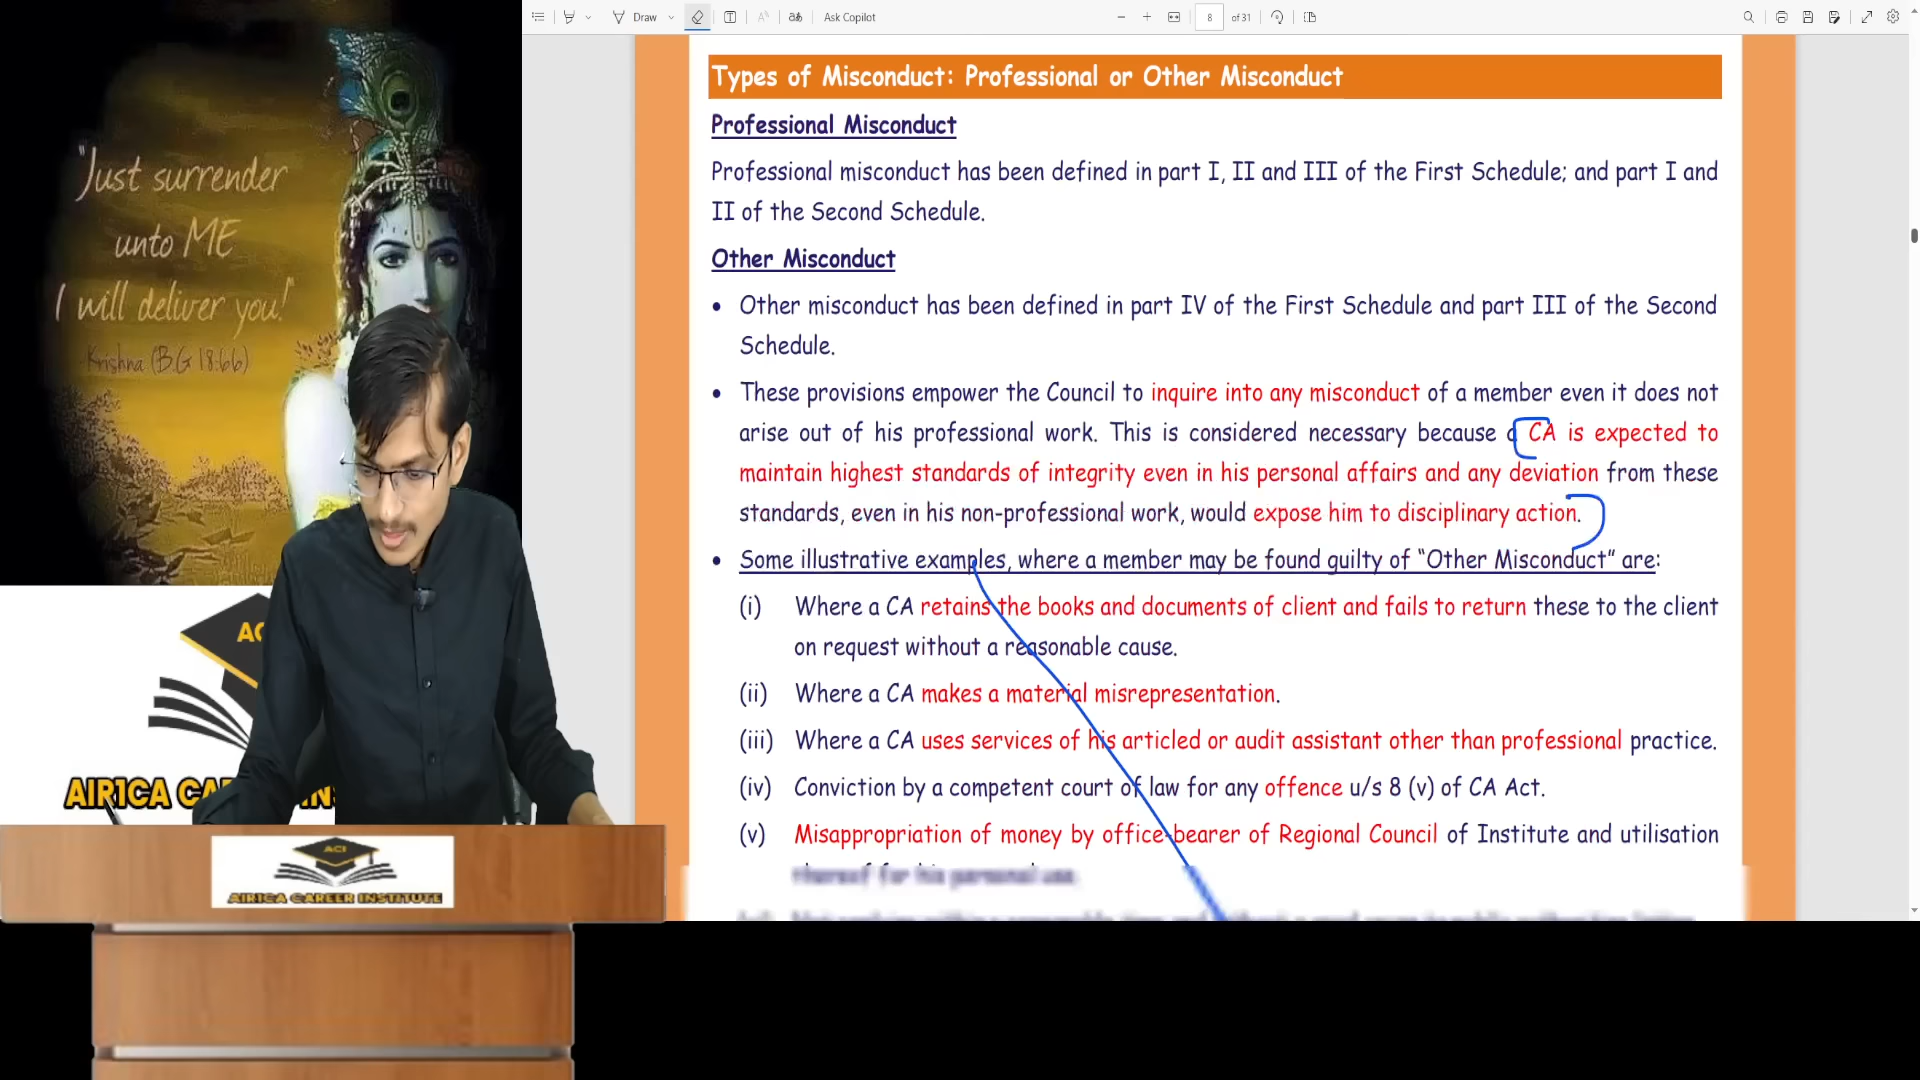 Draw
Ask Copilot
8
of 31
"Just surrender
unto ME
I will deliver you!"
-Krishna (B.G 18:66)
Types of Misconduct: Professional or Other Misconduct
Professional Misconduct
Professional misconduct has been defined in part I, II and III of the First Schedule; and part I and
II of the Second Schedule.
Other Misconduct
• Other misconduct has been defined in part IV of the First Schedule and part III of the Second
Schedule.
• These provisions empower the Council to inquire into any misconduct of a member even it does not
arise out of his professional work. This is considered necessary because a CA is expected to
maintain highest standards of integrity even in his personal affairs and any deviation from these
standards, even in his non-professional work, would expose him to disciplinary action.
• Some illustrative examples, where a member may be found guilty of “Other Misconduct” are:
(i) Where a CA retains the books and documents of client and fails to return these to the client
on request without a reasonable cause.
(ii) Where a CA makes a material misrepresentation.
(iii) Where a CA uses services of his articled or audit assistant other than professional practice.
(iv) Conviction by a competent court of law for any offence u/s 8 (v) of CA Act.
(v) Misappropriation of money by office-bearer of Regional Council of Institute and utilisation
thereof for his personal use.
AIR1CA
ACI
AIR1CA CAREER INSTITUTE